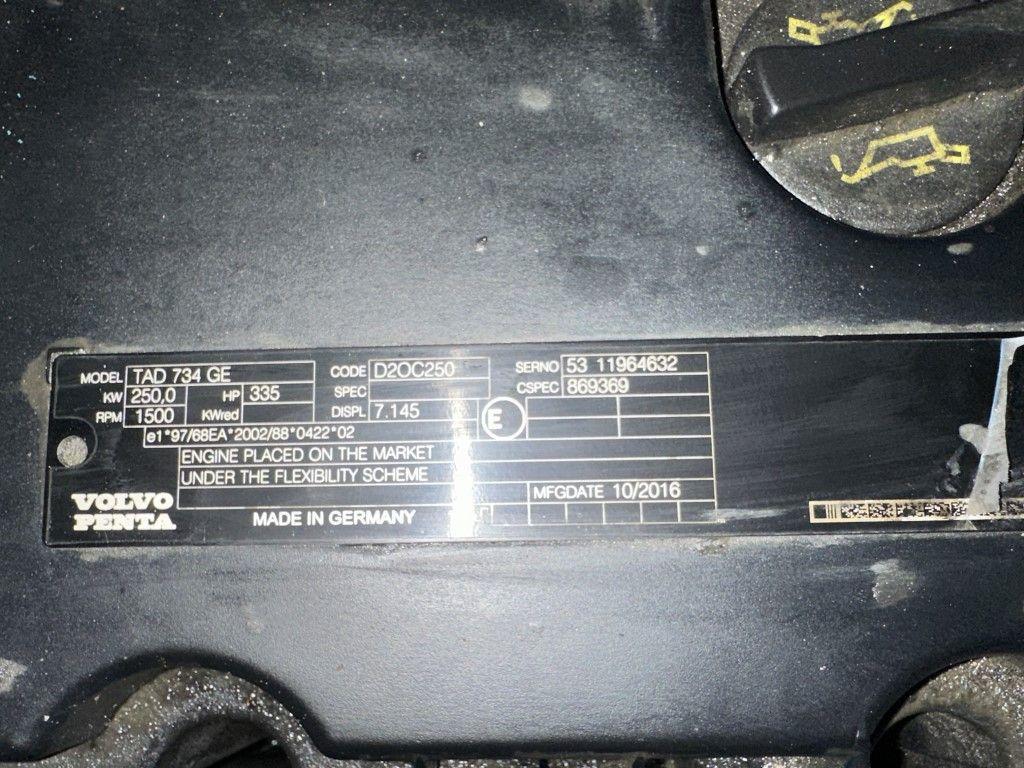 MODEL TAD 734 GE CODE D2OC250 SERNO 53 11964632
KW 250,0 HP 335 SPEC CSPEC 869369
RPM 1500 KWred DISPL 7.145 E
e1*97/68EA*2002/88*0422*02
ENGINE PLACED ON THE MARKET
UNDER THE FLEXIBILITY SCHEME
MFGDATE 10/2016
VOLVO
PENTA
MADE IN GERMANY